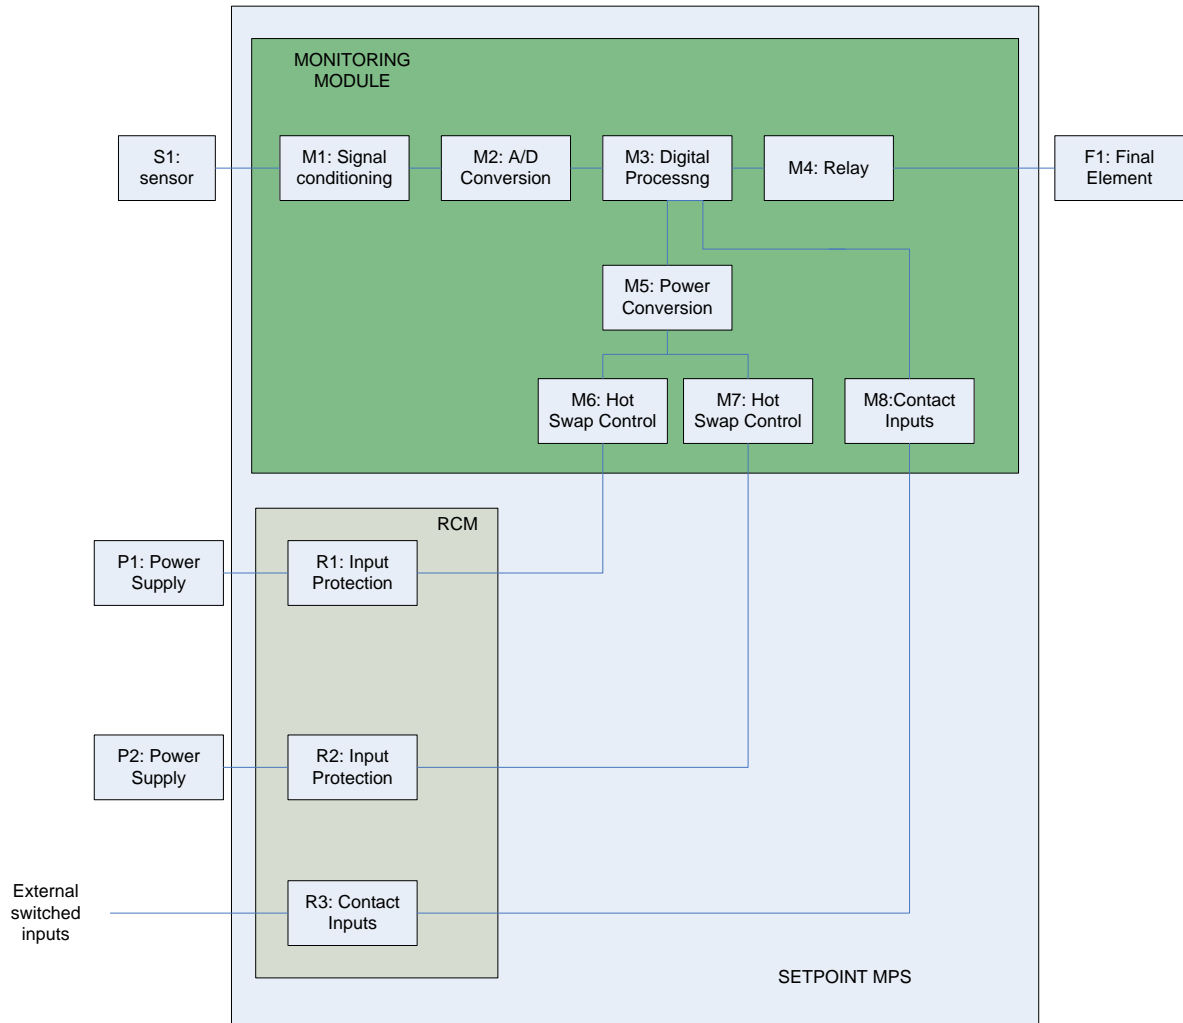 MONITORING
MODULE
S1:
sensor
M1: Signal
conditioning
M2: A/D
Conversion
M3: Digital
Processng
M4: Relay
F1: Final
Element
M5: Power
Conversion
M6: Hot
Swap Control
M7: Hot
Swap Control
M8:Contact
Inputs
RCM
P1: Power
Supply
R1: Input
Protection
P2: Power
Supply
R2: Input
Protection
External
switched
inputs
R3: Contact
Inputs
SETPOINT MPS